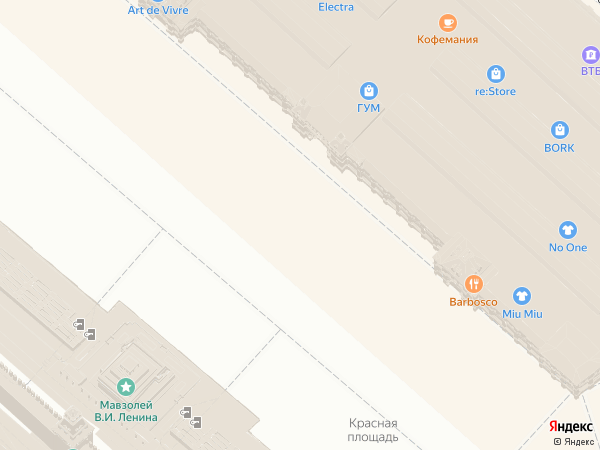 Art de Vivre
Electra
Кофемания
ВТБ
re:Store
ГУМ
BORK
No One
Barbosco
Miu Miu
Мавзолей
В.И. Ленина
Красная
площадь
Яндекс
© Яндекс